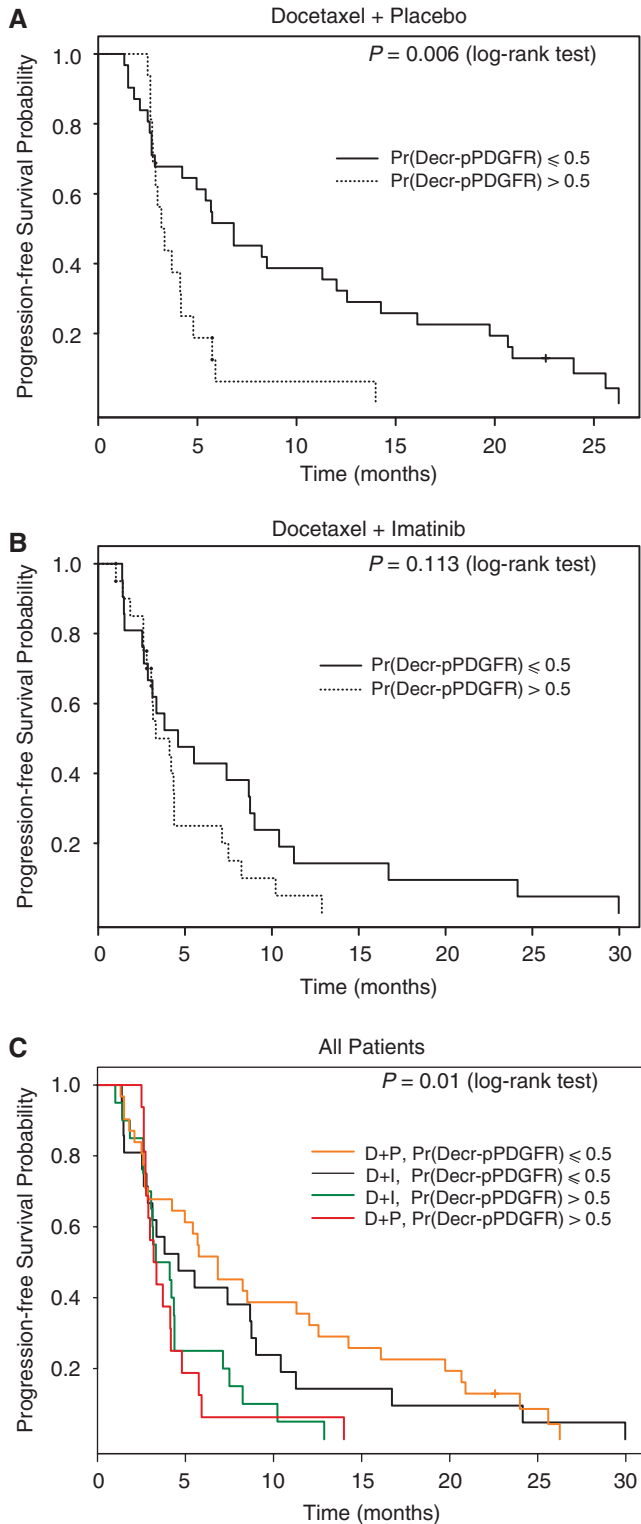 A
Docetaxel + Placebo
P = 0.006 (log-rank test)
Pr(Decr-pPDGFR) ⩽ 0.5
Pr(Decr-pPDGFR) > 0.5
Progression-free Survival Probability
1.0
0.8
0.6
0.4
0.2
0 5 10 15 20 25
Time (months)
B
Docetaxel + Imatinib
P = 0.113 (log-rank test)
Pr(Decr-pPDGFR) ⩽ 0.5
Pr(Decr-pPDGFR) > 0.5
Progression-free Survival Probability
1.0
0.8
0.6
0.4
0.2
0 5 10 15 20 25 30
Time (months)
C
All Patients
P = 0.01 (log-rank test)
D+P, Pr(Decr-pPDGFR) ⩽ 0.5
D+I, Pr(Decr-pPDGFR) ⩽ 0.5
D+I, Pr(Decr-pPDGFR) > 0.5
D+P, Pr(Decr-pPDGFR) > 0.5
Progression-free Survival Probability
1.0
0.8
0.6
0.4
0.2
0 5 10 15 20 25 30
Time (months)